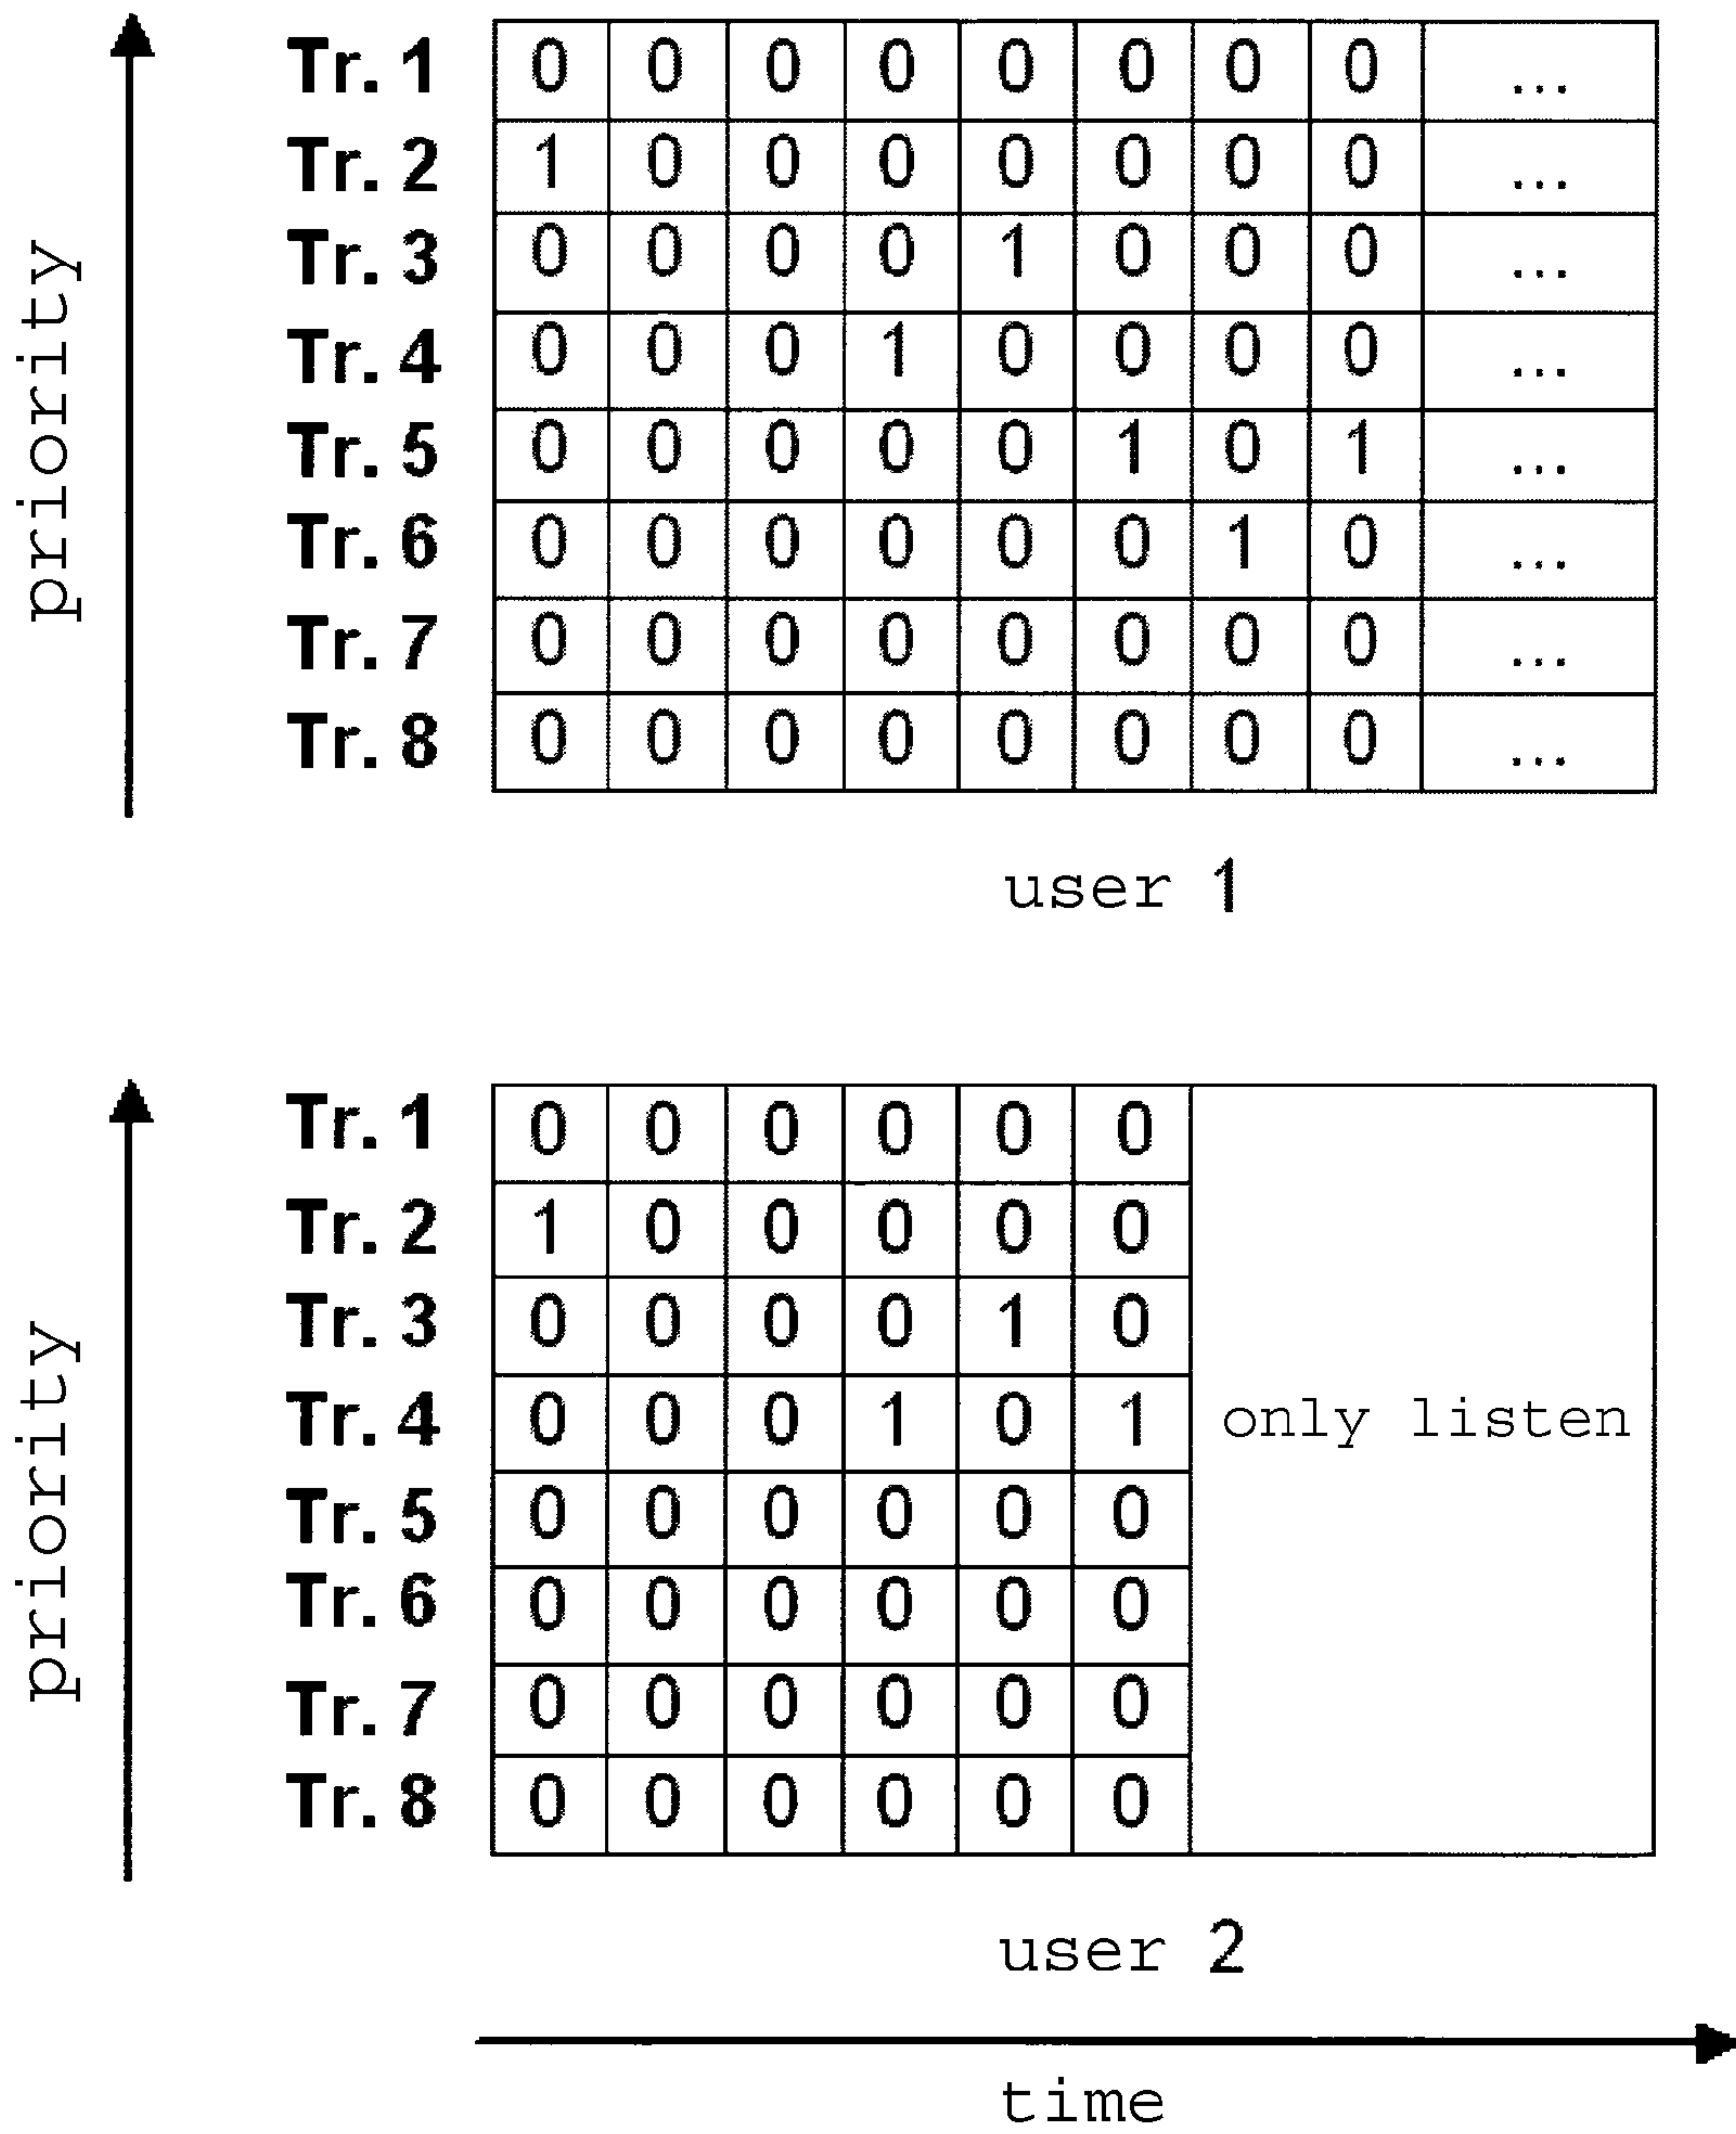 priority
Tr. 1 0 0 0 0 0 0 0 0 ...
Tr. 2 1 0 0 0 0 0 0 0 ...
Tr. 3 0 0 0 0 1 0 0 0 ...
Tr. 4 0 0 0 1 0 0 0 0 ...
Tr. 5 0 0 0 0 0 1 0 1 ...
Tr. 6 0 0 0 0 0 0 1 0 ...
Tr. 7 0 0 0 0 0 0 0 0 ...
Tr. 8 0 0 0 0 0 0 0 0 ...
user 1
priority
Tr. 1 0 0 0 0 0 0
Tr. 2 1 0 0 0 0 0
Tr. 3 0 0 0 0 1 0
Tr. 4 0 0 0 1 0 1 only listen
Tr. 5 0 0 0 0 0 0
Tr. 6 0 0 0 0 0 0
Tr. 7 0 0 0 0 0 0
Tr. 8 0 0 0 0 0 0
user 2
time